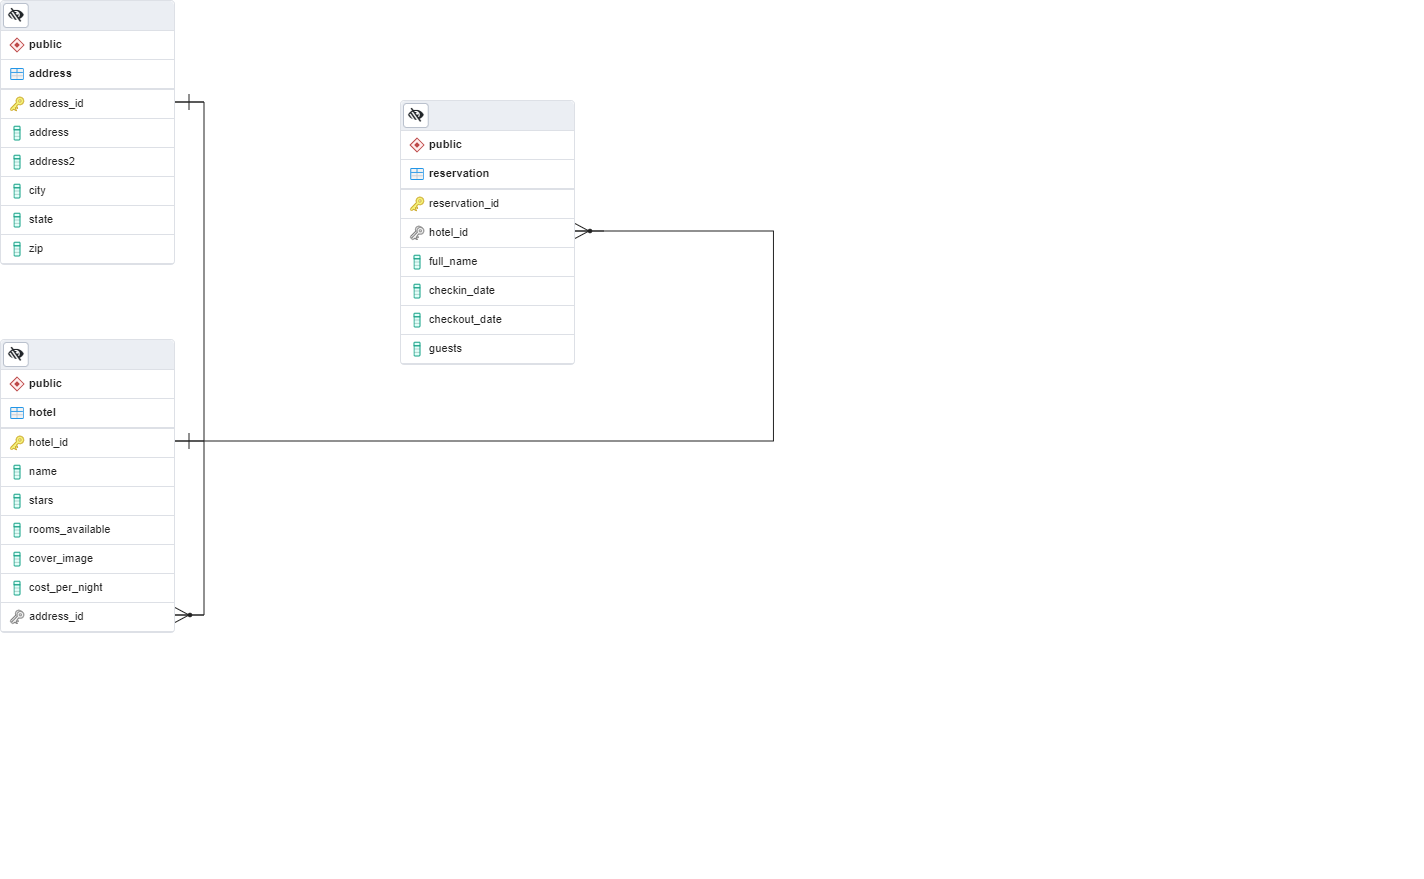 public
address
address_id
address
address2
city
state
zip
public
reservation
reservation_id
hotel_id
full_name
checkin_date
checkout_date
guests
public
hotel
hotel_id
name
stars
rooms_available
cover_image
cost_per_night
address_id